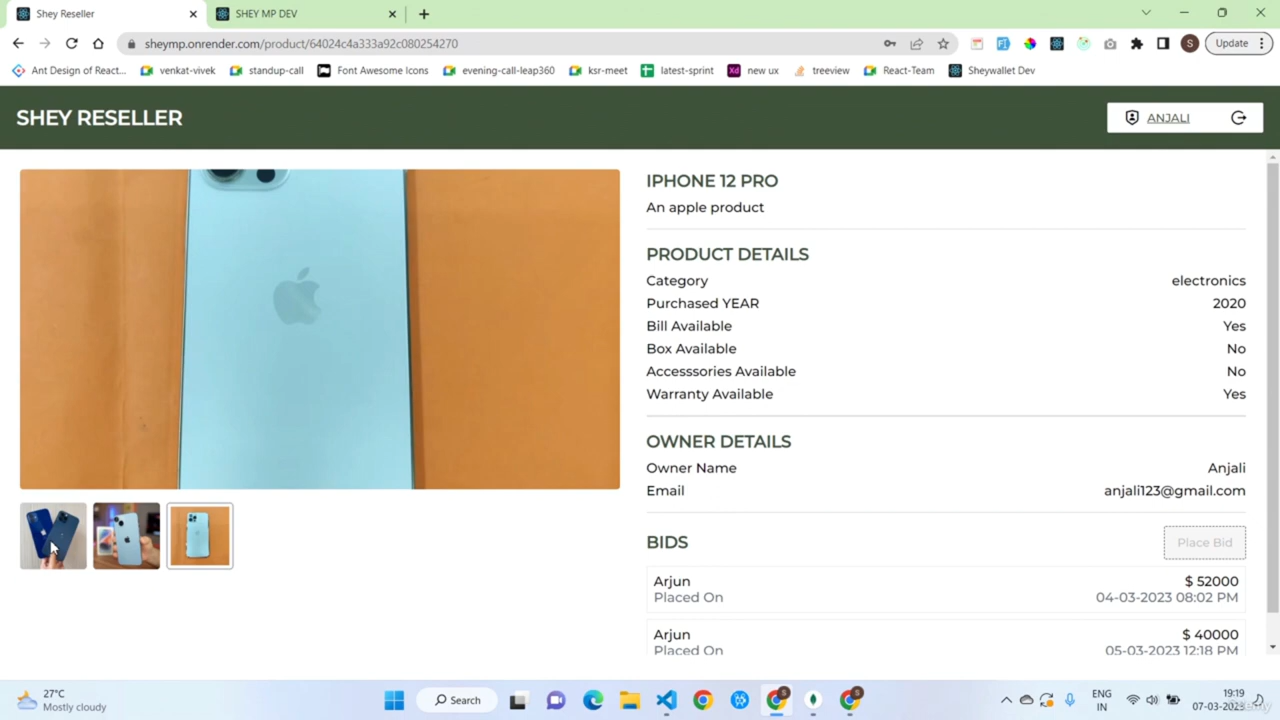 Shey Reseller
SHEY MP DEV
sheymp.onrender.com/product/64024c4a333a92c080254270
S
Update
Ant Design of React...
venkat-vivek
standup-call
Font Awesome Icons
evening-call-leap360
ksr-meet
latest-sprint
Xd new ux
treeview
React-Team
Sheywallet Dev
SHEY RESELLER
ANJALI
IPHONE 12 PRO
An apple product
PRODUCT DETAILS
Category electronics
Purchased YEAR 2020
Bill Available Yes
Box Available No
Accesssories Available No
Warranty Available Yes
OWNER DETAILS
Owner Name Anjali
Email anjali123@gmail.com
BIDS Place Bid
Arjun $ 52000
Placed On 04-03-2023 08:02 PM
Arjun $ 40000
Placed On 05-03-2023 12:18 PM
27°C
Mostly cloudy
Search
ENG
IN
19:19
07-03-2023